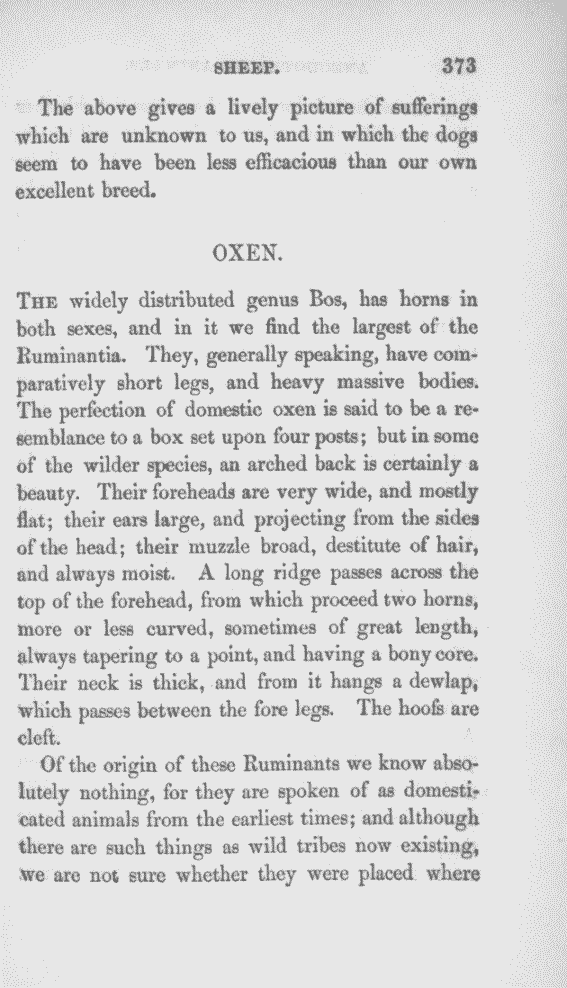 SHEEP. 373
The above gives a lively picture of sufferings
which are unknown to us, and in which the dogs
seem to have been less efficacious than our own
excellent breed.
OXEN.
THE widely distributed genus Bos, has horns in
both sexes, and in it we find the largest of the
Ruminantia. They, generally speaking, have com-
paratively short legs, and heavy massive bodies.
The perfection of domestic oxen is said to be a re-
semblance to a box set upon four posts; but in some
of the wilder species, an arched back is certainly a
beauty. Their foreheads are very wide, and mostly
flat; their ears large, and projecting from the sides
of the head; their muzzle broad, destitute of hair,
and always moist. A long ridge passes across the
top of the forehead, from which proceed two horns,
more or less curved, sometimes of great length,
always tapering to a point, and having a bony core.
Their neck is thick, and from it hangs a dewlap,
which passes between the fore legs. The hoofs are
cleft.
Of the origin of these Ruminants we know abso-
lutely nothing, for they are spoken of as domesti-
cated animals from the earliest times; and although
there are such things as wild tribes now existing,
we are not sure whether they were placed where